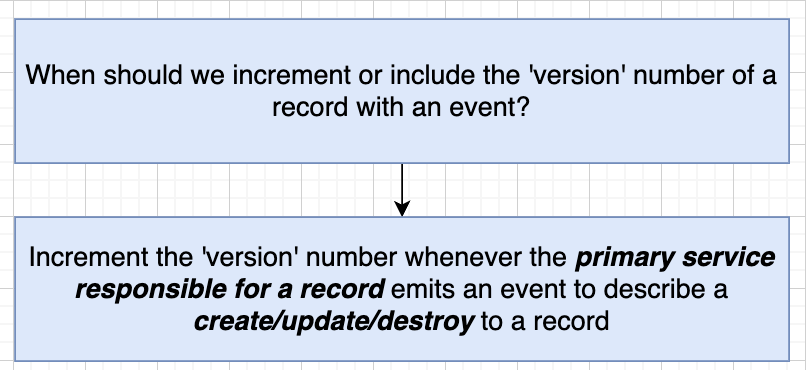 When should we increment or include the 'version' number of a
record with an event?
Increment the 'version' number whenever the primary service
responsible for a record emits an event to describe a
create/update/destroy to a record